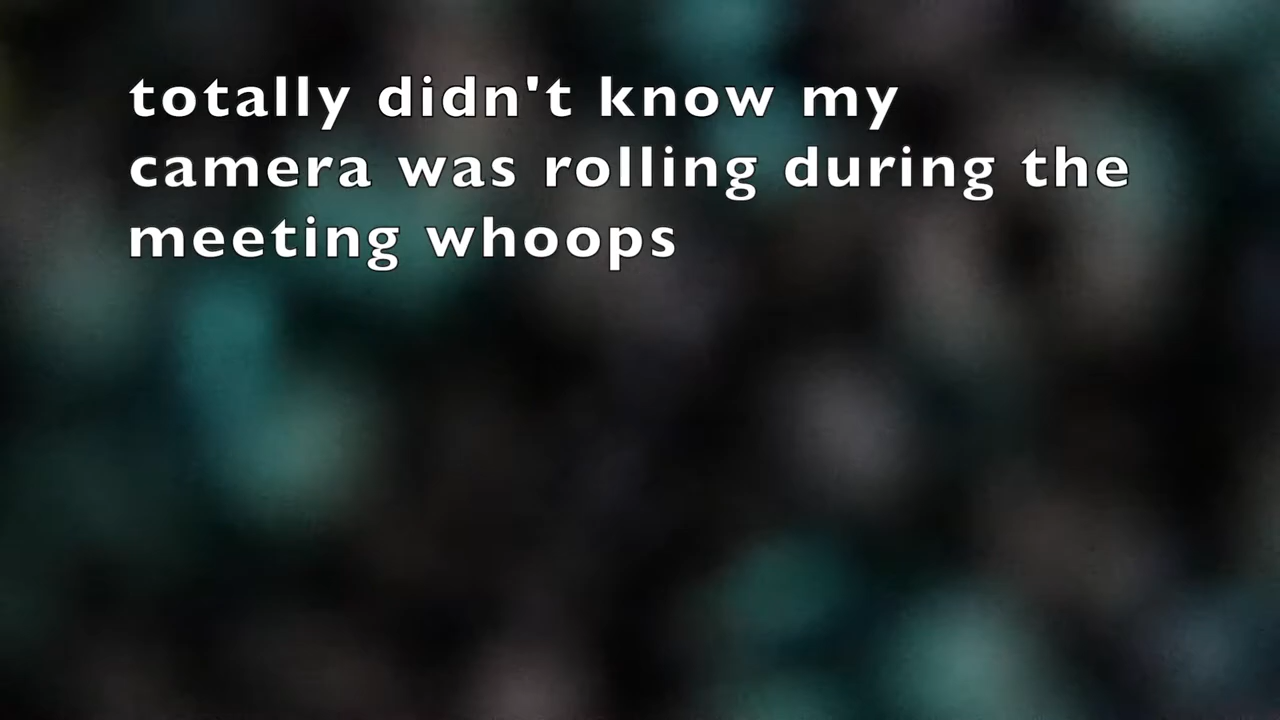 totally didn't know my
camera was rolling during the
meeting whoops